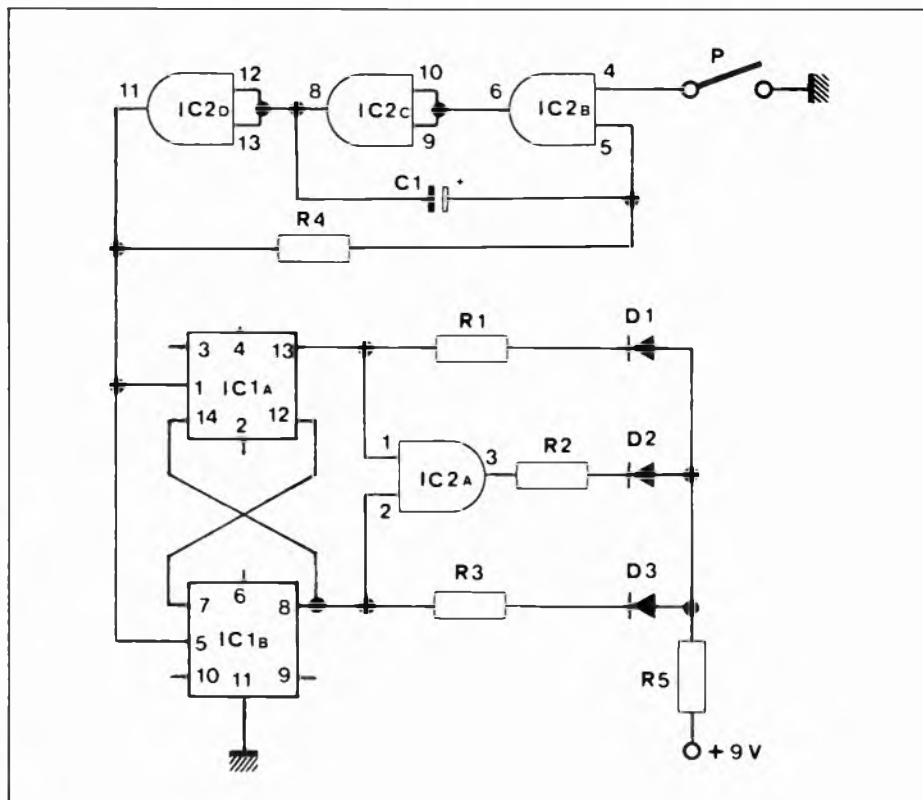 P
11 IC2D 12 13 8 IC2C 10 9 6 IC2B 4 5
C1 +
R4
R1 D1
3 4 13
1 IC1A
14 2 12
1 IC2A 3 R2 D2
2
R3 D3
7 6 8
5 IC1B
10 11 9
R5
+9V